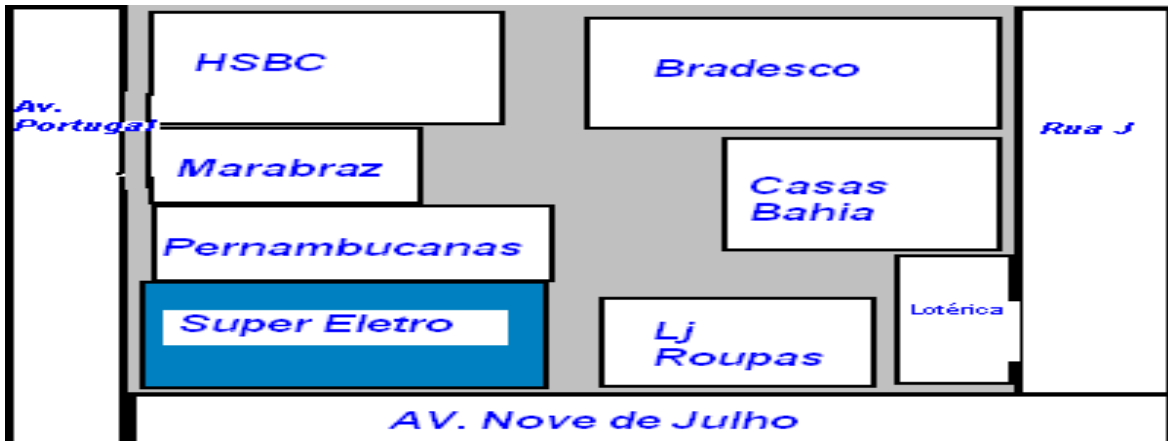 HSBC
Bradesco
Av.
Portugal
Rua J
Marabraz
Casas
Bahia
Pernambucanas
Super Eletro
Lotérica
Lj
Roupas
AV. Nove de Julho